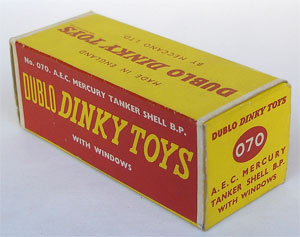 MADE IN ENGLAND
DUBLO DINKY TOYS
BY MECCANO LTD
No. 070. A.E.C. MERCURY TANKER SHELL B.P.
DUBLO DINKY TOYS
WITH WINDOWS
DUBLO DINKY TOYS
070
A.E.C. MERCURY
TANKER SHELL B.P.
WITH WINDOWS